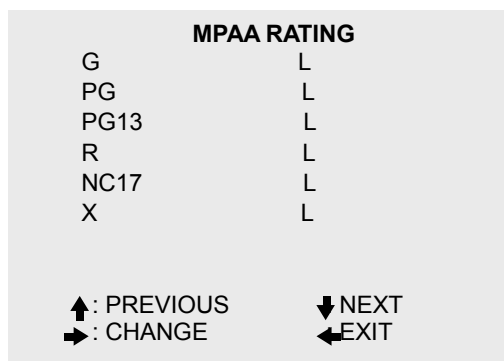 MPAA RATING
G L
PG L
PG13 L
R L
NC17 L
X L
: PREVIOUS NEXT
: CHANGE EXIT